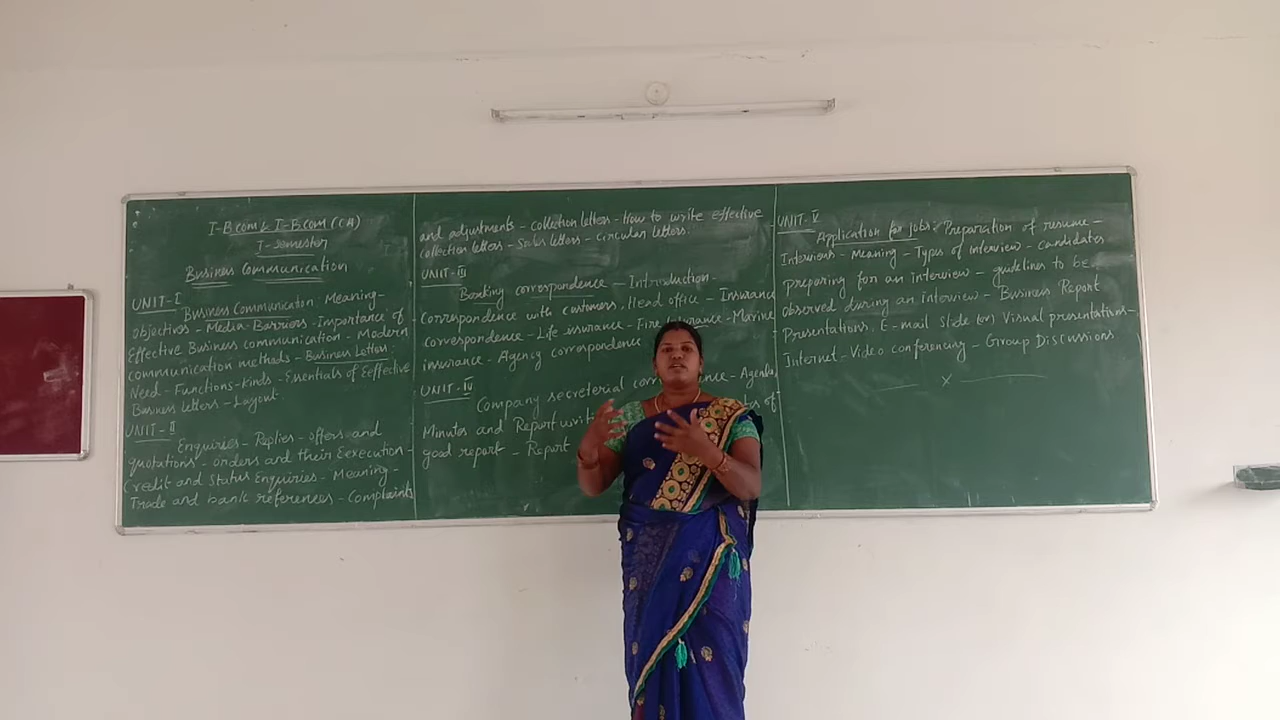 I-B.com & I-B.com (CA)
I-Semester
Business Communication
UNIT-I
Business Communication: Meaning-
objectives - Media-Barriers-Importance of
Effective Business communication - Modern
communication methods - Business Letters:
Need - Functions-Kinds - Essentials of Effective
Business letters - Layout.
UNIT-II
Enquiries - Replies - offers and
quotations - orders and their Execution -
Credit and Status Enquiries - Meaning -
Trade and bank references - Complaints
and adjustments - collection letters - How to write effective
collection letters - Sales letters - Circular letters.
UNIT-III
Banking correspondence - Introduction-
correspondence with customers, Head office - Insurance
correspondence - Life insurance - Fire Insurance - Marine
insurance - Agency correspondence
UNIT-IV
Company secreterial - Agenda,
Minutes and Report of
good report - Report
UNIT-V
Application for jobs: Preparation of resume -
Interviews - Meaning - Types of interview - candidates
preparing for an interview - guidelines to be
observed during an interview - Business Report
Presentations, E-mail Slide (or) Visual presentations-
Internet - Video conferencing - Group Discussions
x